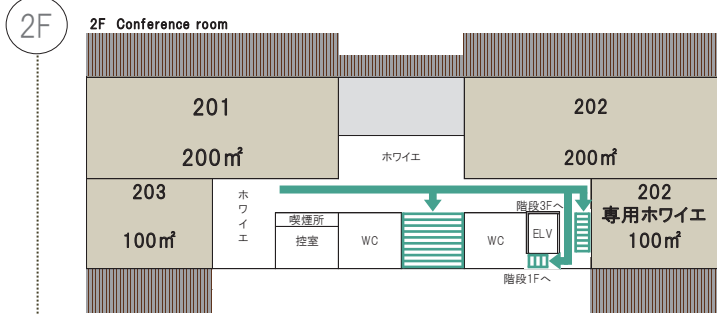 2F
2F Conference room
201
200㎡
202
200㎡
ホワイエ
203
100㎡
ホワイエ
202
専用ホワイエ
100㎡
階段3Fへ
喫煙所
控室
WC
WC
ELV
階段1Fへ